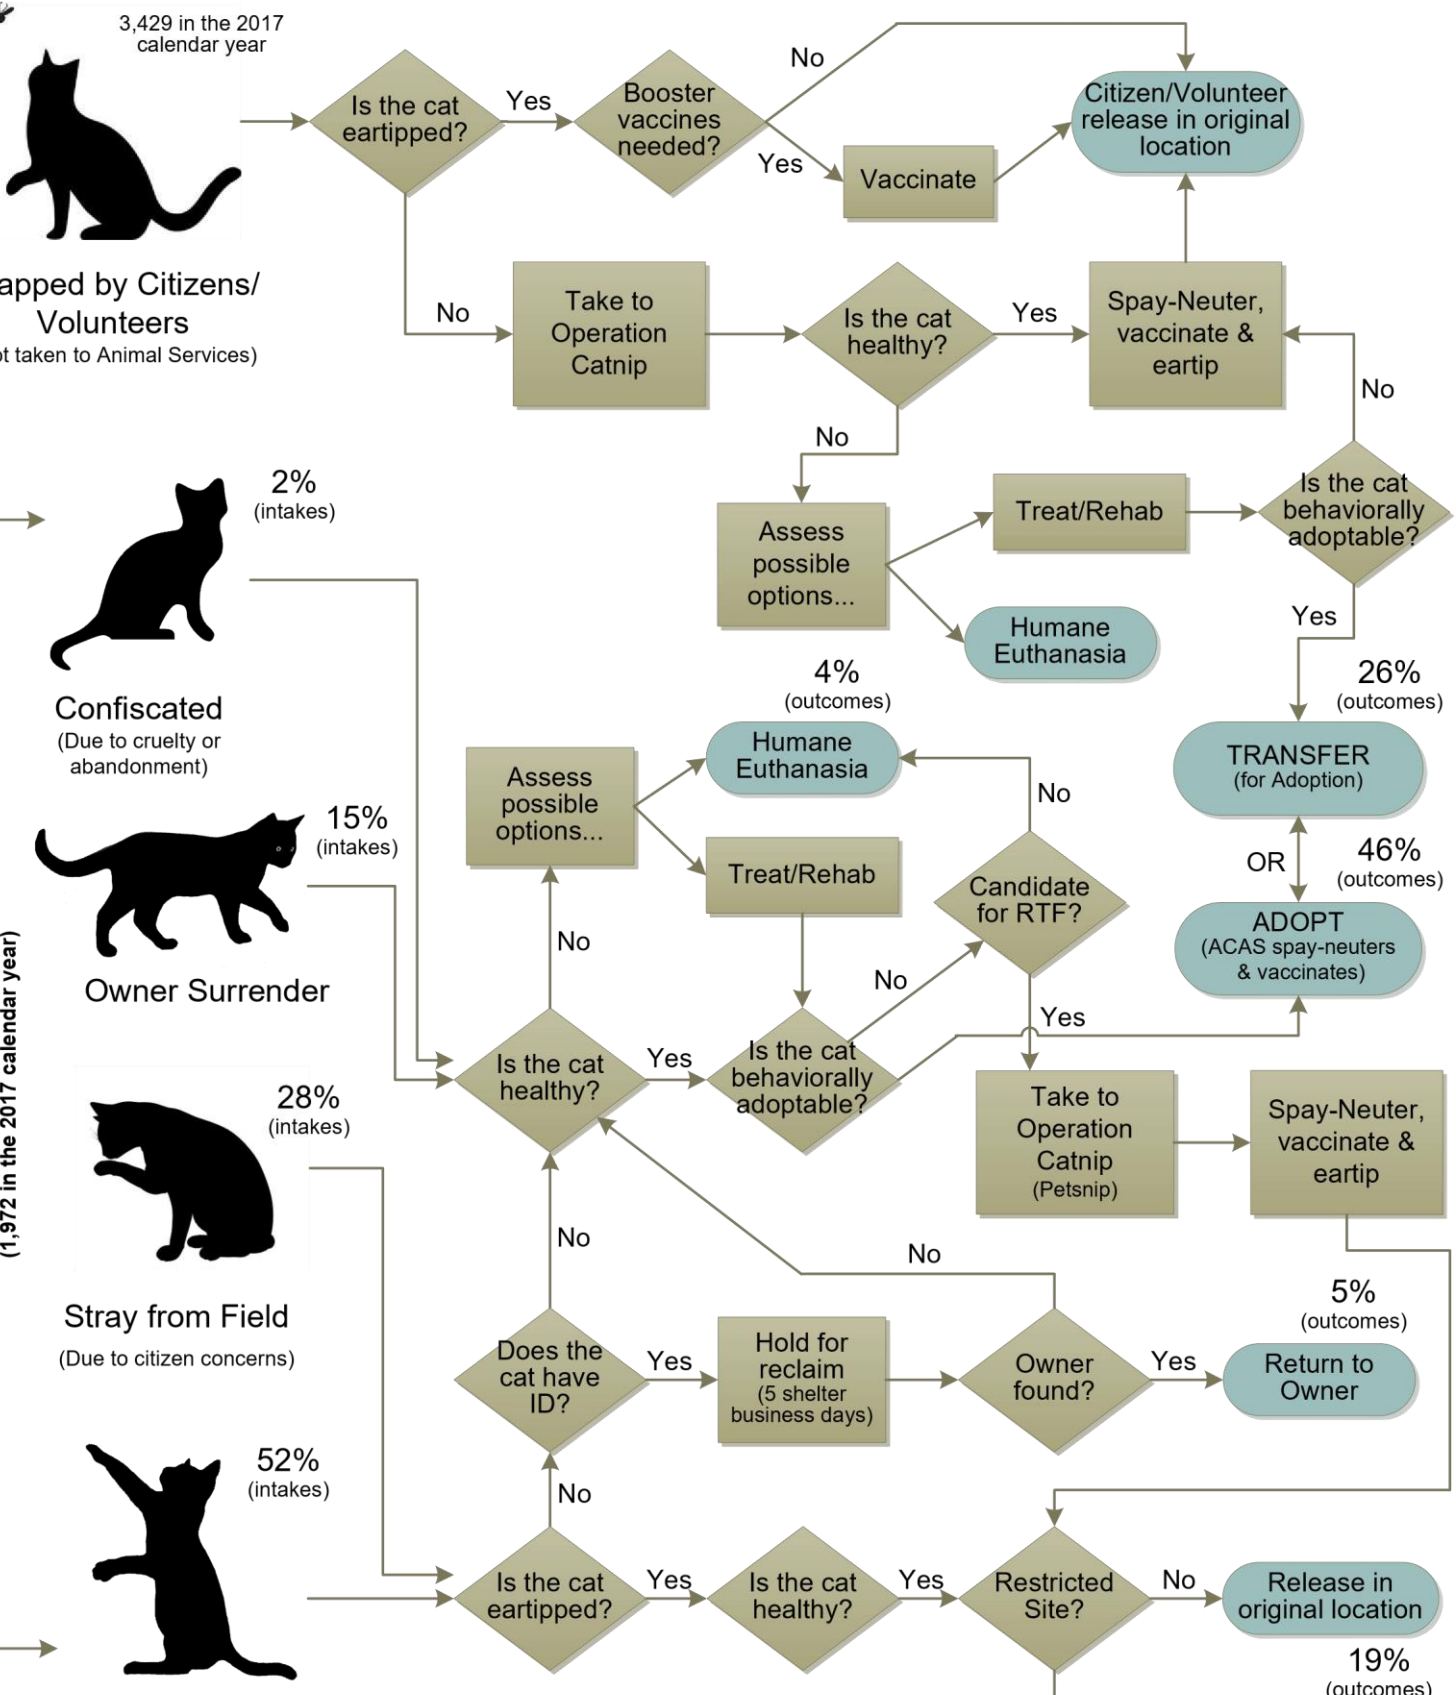 3,429 in the 2017
calendar year
Is the cat
eartipped?
Yes
Booster
vaccines
needed?
No
Yes
Vaccinate
Citizen/Volunteer
release in original
location
apped by Citizens/
Volunteers
ot taken to Animal Services)
No
Take to
Operation
Catnip
Is the cat
healthy?
Yes
Spay-Neuter,
vaccinate &
eartip
No
No
Assess
possible
options...
Treat/Rehab
Is the cat
behaviorally
adoptable?
Humane
Euthanasia
Yes
2%
(intakes)
Confiscated
(Due to cruelty or
abandonment)
4%
(outcomes)
Humane
Euthanasia
26%
(outcomes)
TRANSFER
(for Adoption)
OR
46%
(outcomes)
ADOPT
(ACAS spay-neuters
& vaccinates)
Assess
possible
options...
Treat/Rehab
No
Candidate
for RTF?
15%
(intakes)
Owner Surrender
No
No
Yes
Is the cat
healthy?
Yes
Is the cat
behaviorally
adoptable?
Take to
Operation
Catnip
(Petsnip)
Spay-Neuter,
vaccinate &
eartip
(1,972 in the 2017 calendar year)
28%
(intakes)
Stray from Field
(Due to citizen concerns)
No
No
Does the
cat have
ID?
Yes
Hold for
reclaim
(5 shelter
business days)
Owner
found?
Yes
5%
(outcomes)
Return to
Owner
52%
(intakes)
No
Is the cat
eartipped?
Yes
Is the cat
healthy?
Yes
Restricted
Site?
No
Release in
original location
19%
(outcomes)